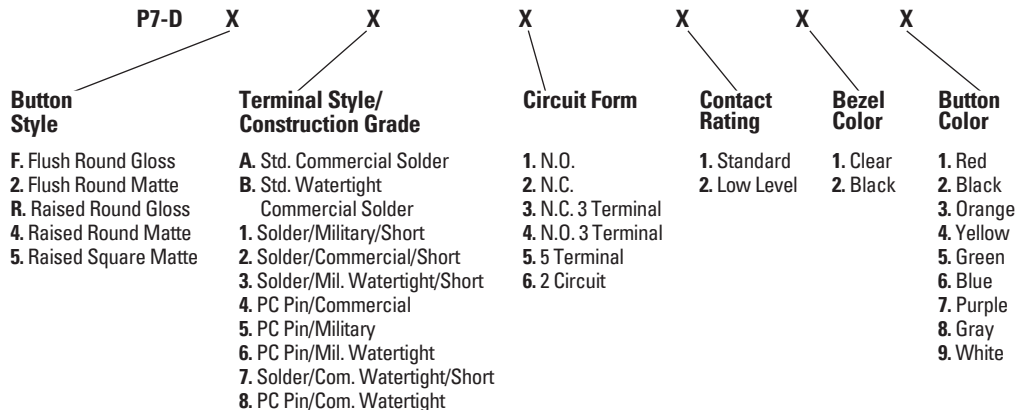 P7-D X X X X X X
Button
Style
F. Flush Round Gloss
2. Flush Round Matte
R. Raised Round Gloss
4. Raised Round Matte
5. Raised Square Matte
Terminal Style/
Construction Grade
A. Std. Commercial Solder
B. Std. Watertight
Commercial Solder
1. Solder/Military/Short
2. Solder/Commercial/Short
3. Solder/Mil. Watertight/Short
4. PC Pin/Commercial
5. PC Pin/Military
6. PC Pin/Mil. Watertight
7. Solder/Com. Watertight/Short
8. PC Pin/Com. Watertight
Circuit Form
1. N.O.
2. N.C.
3. N.C. 3 Terminal
4. N.O. 3 Terminal
5. 5 Terminal
6. 2 Circuit
Contact
Rating
1. Standard
2. Low Level
Bezel
Color
1. Clear
2. Black
Button
Color
1. Red
2. Black
3. Orange
4. Yellow
5. Green
6. Blue
7. Purple
8. Gray
9. White